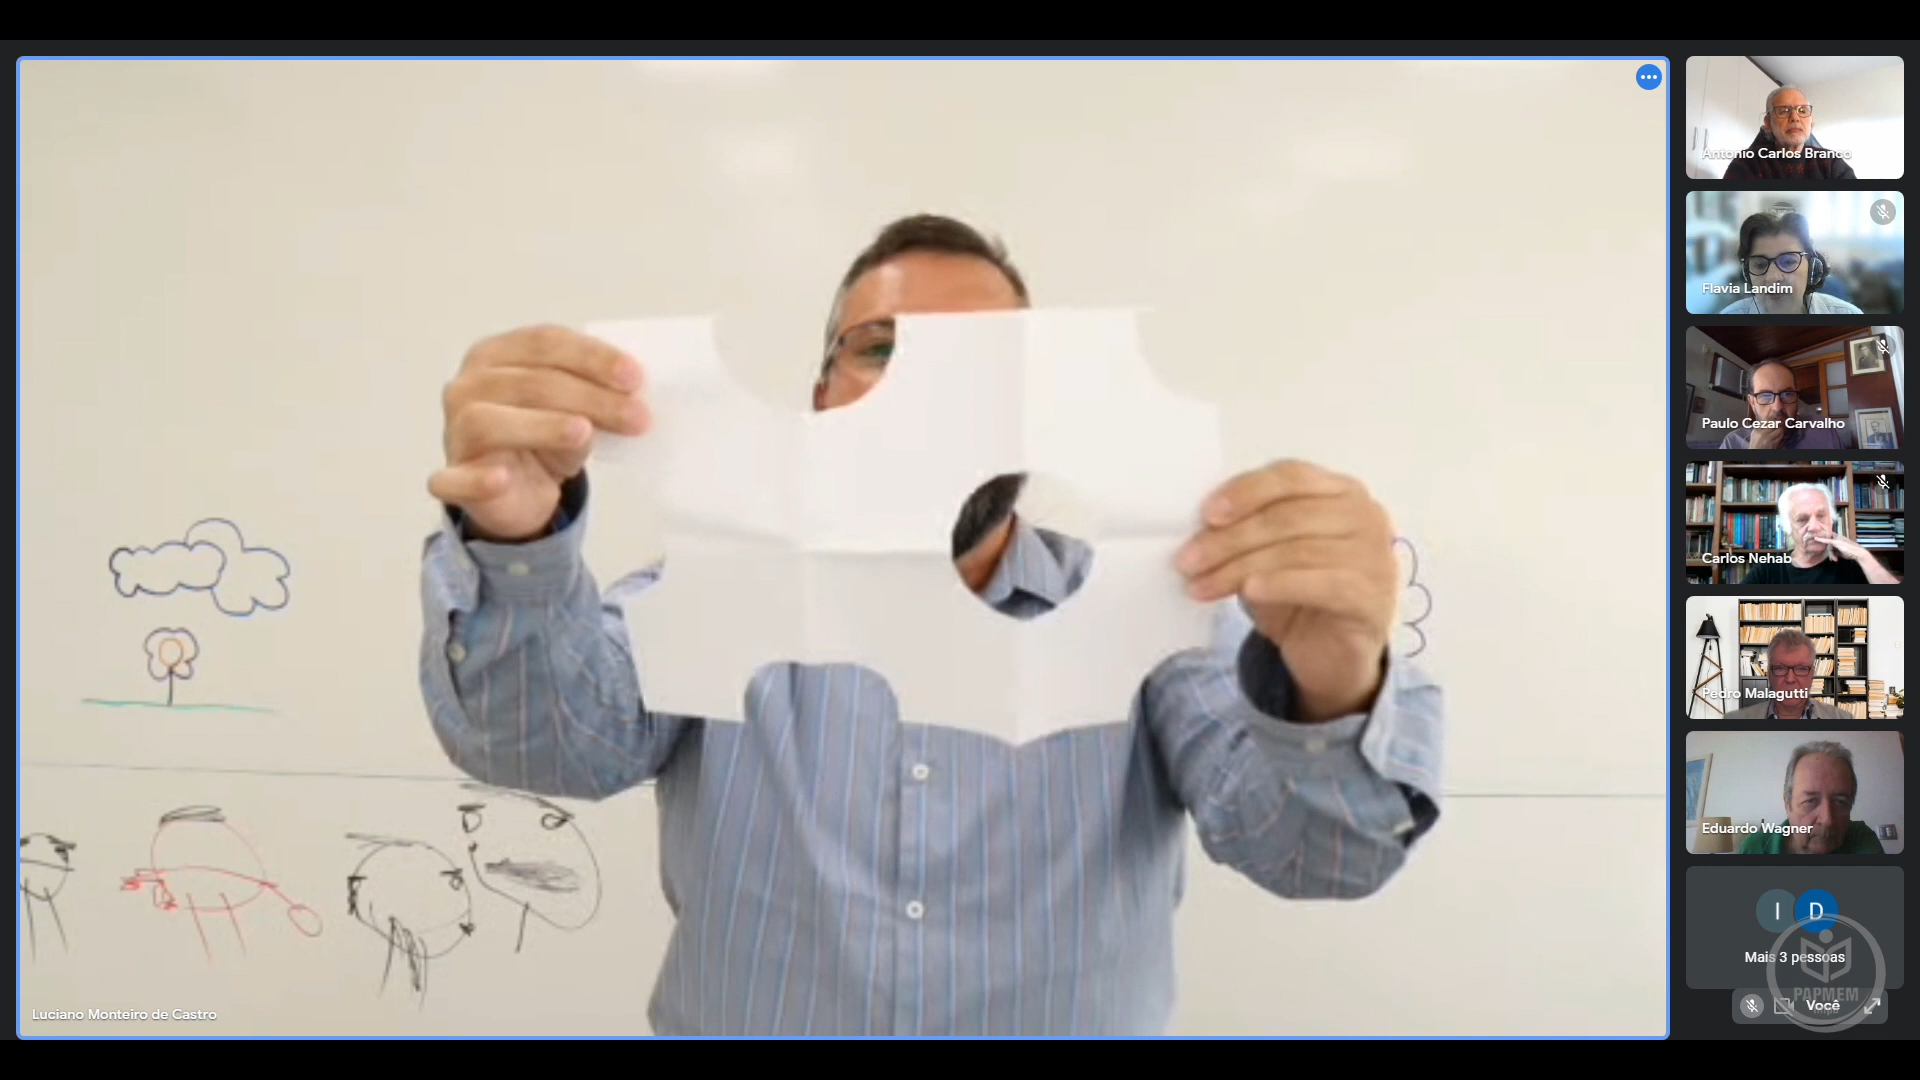 Luciano Monteiro de Castro
Antonio Carlos Branco
Flavia Landim
Paulo Cezar Carvalho
Carlos Nehab
Pedro Malagutti
Eduardo Wagner
I D
Mais 3 pessoas
PAPMEM
Você